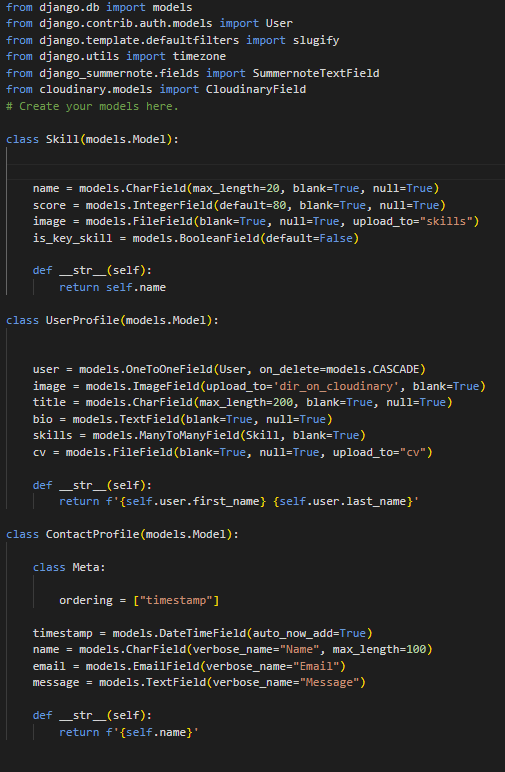 from django.db import models
from django.contrib.auth.models import User
from django.template.defaultfilters import slugify
from django.utils import timezone
from django_summernote.fields import SummernoteTextField
from cloudinary.models import CloudinaryField
# Create your models here.
class Skill(models.Model):
    name = models.CharField(max_length=20, blank=True, null=True)
    score = models.IntegerField(default=80, blank=True, null=True)
    image = models.FileField(blank=True, null=True, upload_to="skills")
    is_key_skill = models.BooleanField(default=False)
    def __str__(self):
        return self.name
class UserProfile(models.Model):
    user = models.OneToOneField(User, on_delete=models.CASCADE)
    image = models.ImageField(upload_to='dir_on_cloudinary', blank=True)
    title = models.CharField(max_length=200, blank=True, null=True)
    bio = models.TextField(blank=True, null=True)
    skills = models.ManyToManyField(Skill, blank=True)
    cv = models.FileField(blank=True, null=True, upload_to="cv")
    def __str__(self):
        return f'{self.user.first_name} {self.user.last_name}'
class ContactProfile(models.Model):
    class Meta:
        ordering = ["timestamp"]
    timestamp = models.DateTimeField(auto_now_add=True)
    name = models.CharField(verbose_name="Name", max_length=100)
    email = models.EmailField(verbose_name="Email")
    message = models.TextField(verbose_name="Message")
    def __str__(self):
        return f'{self.name}'